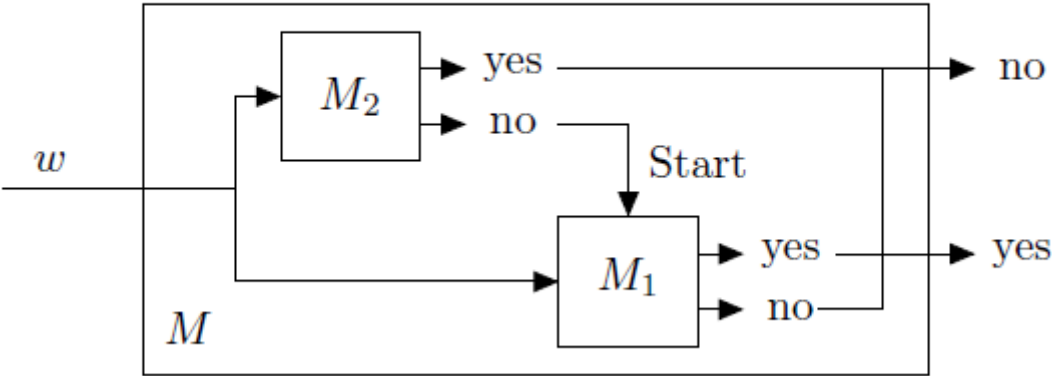 yes
no
M₂
no
w
Start
yes
yes
M₁
no
M